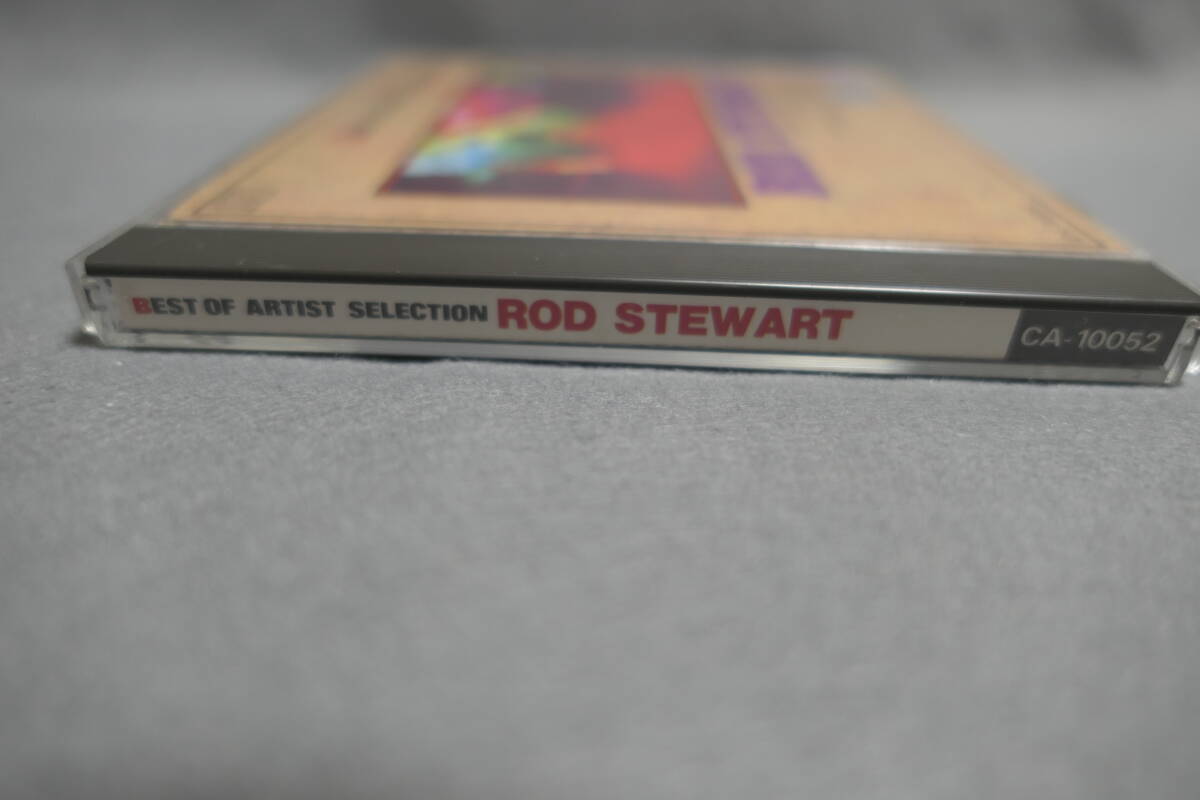 BEST OF ARTIST SELECTION ROD STEWART CA-10052